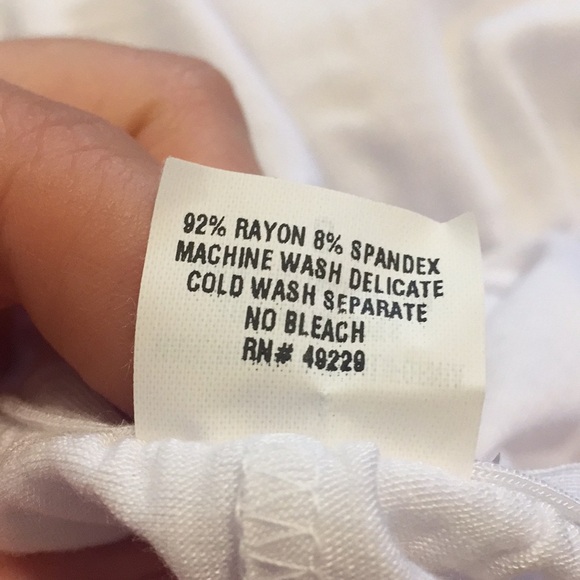 92% RAYON 8% SPANDEX
MACHINE WASH DELICATE
COLD WASH SEPARATE
NO BLEACH
RN# 49229